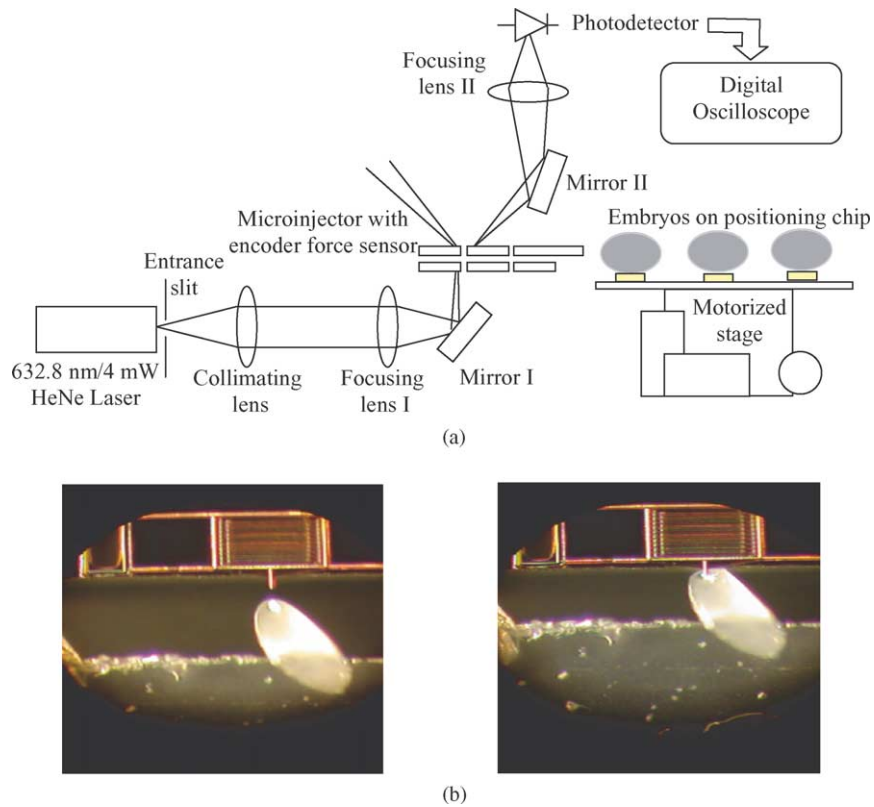 Photodetector
Focusing
lens II
Digital
Oscilloscope
Mirror II
Microinjector with
encoder force sensor
Embryos on positioning chip
Entrance
slit
Motorized
stage
632.8 nm/4 mW
HeNe Laser
Collimating
lens
Focusing
lens I
Mirror I
(a)
(b)